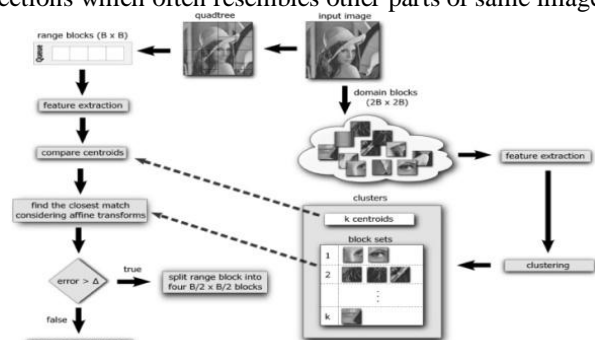 ections which often resembles other parts of same image
quadtree
input image
range blocks (B x B)
Queue
domain blocks
(2B x 2B)
feature extraction
compare centroids
feature extraction
clusters
find the closest match
considering affine transforms
k centroids
block sets
1
2
clustering
error > Δ
true
split range block into
four B/2 x B/2 blocks
⋮
false
k